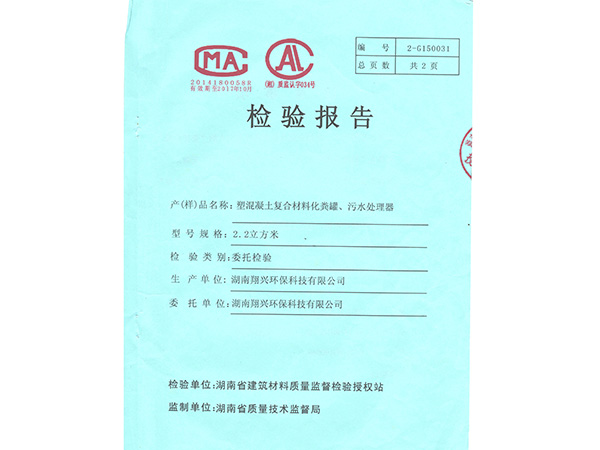 CMA
CAL
编 号 2-G150031
总页数 共 2 页
2014180058R
有效期至2017年10月
(湘)质监认字034号
检验报告
产(样)品名称:塑混凝土复合材料化粪罐、污水处理器
型号规格:2.2立方米
检验类别:委托检验
生产单位:湖南翔兴环保科技有限公司
委托单位:湖南翔兴环保科技有限公司
检验单位:湖南省建筑材料质量监督检验授权站
监制单位:湖南省质量技术监督局